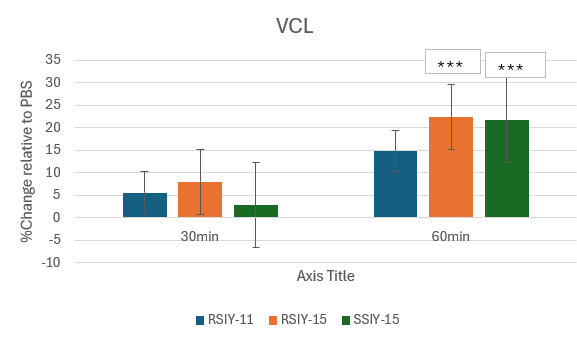 VCL
35
30
25
20
15
10
5
0
-5
-10
%Change relative to PBS
*** ***
30min 60min
Axis Title
RSIY-11 RSIY-15 SSIY-15